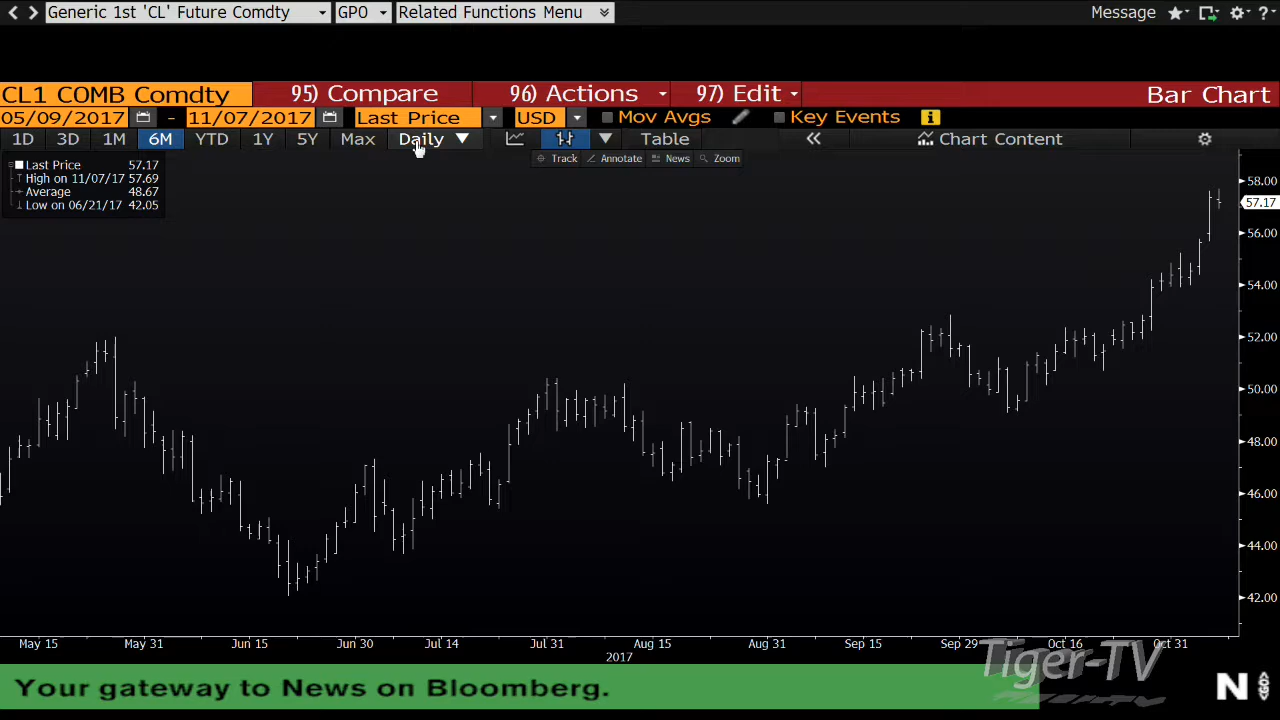 Generic 1st 'CL' Future Comdty GPO Related Functions Menu Message ?
CL1 COMB Comdty 95) Compare 96) Actions 97) Edit Bar Chart
05/09/2017 - 11/07/2017 Last Price USD Mov Avgs Key Events i
1D 3D 1M 6M YTD 1Y 5Y Max Daily Table « Chart Content
Track Annotate News Zoom
Last Price 57.17
High on 11/07/17 57.69
Average 48.67
Low on 06/21/17 42.05
58.00
57.17
56.00
54.00
52.00
50.00
48.00
46.00
44.00
42.00
May 15 May 31 Jun 15 Jun 30 Jul 14 Jul 31 Aug 15 Aug 31 Sep 15 Sep 29 Oct 16 Oct 31
2017
Tiger-TV
Your gateway to News on Bloomberg.
N <GO>